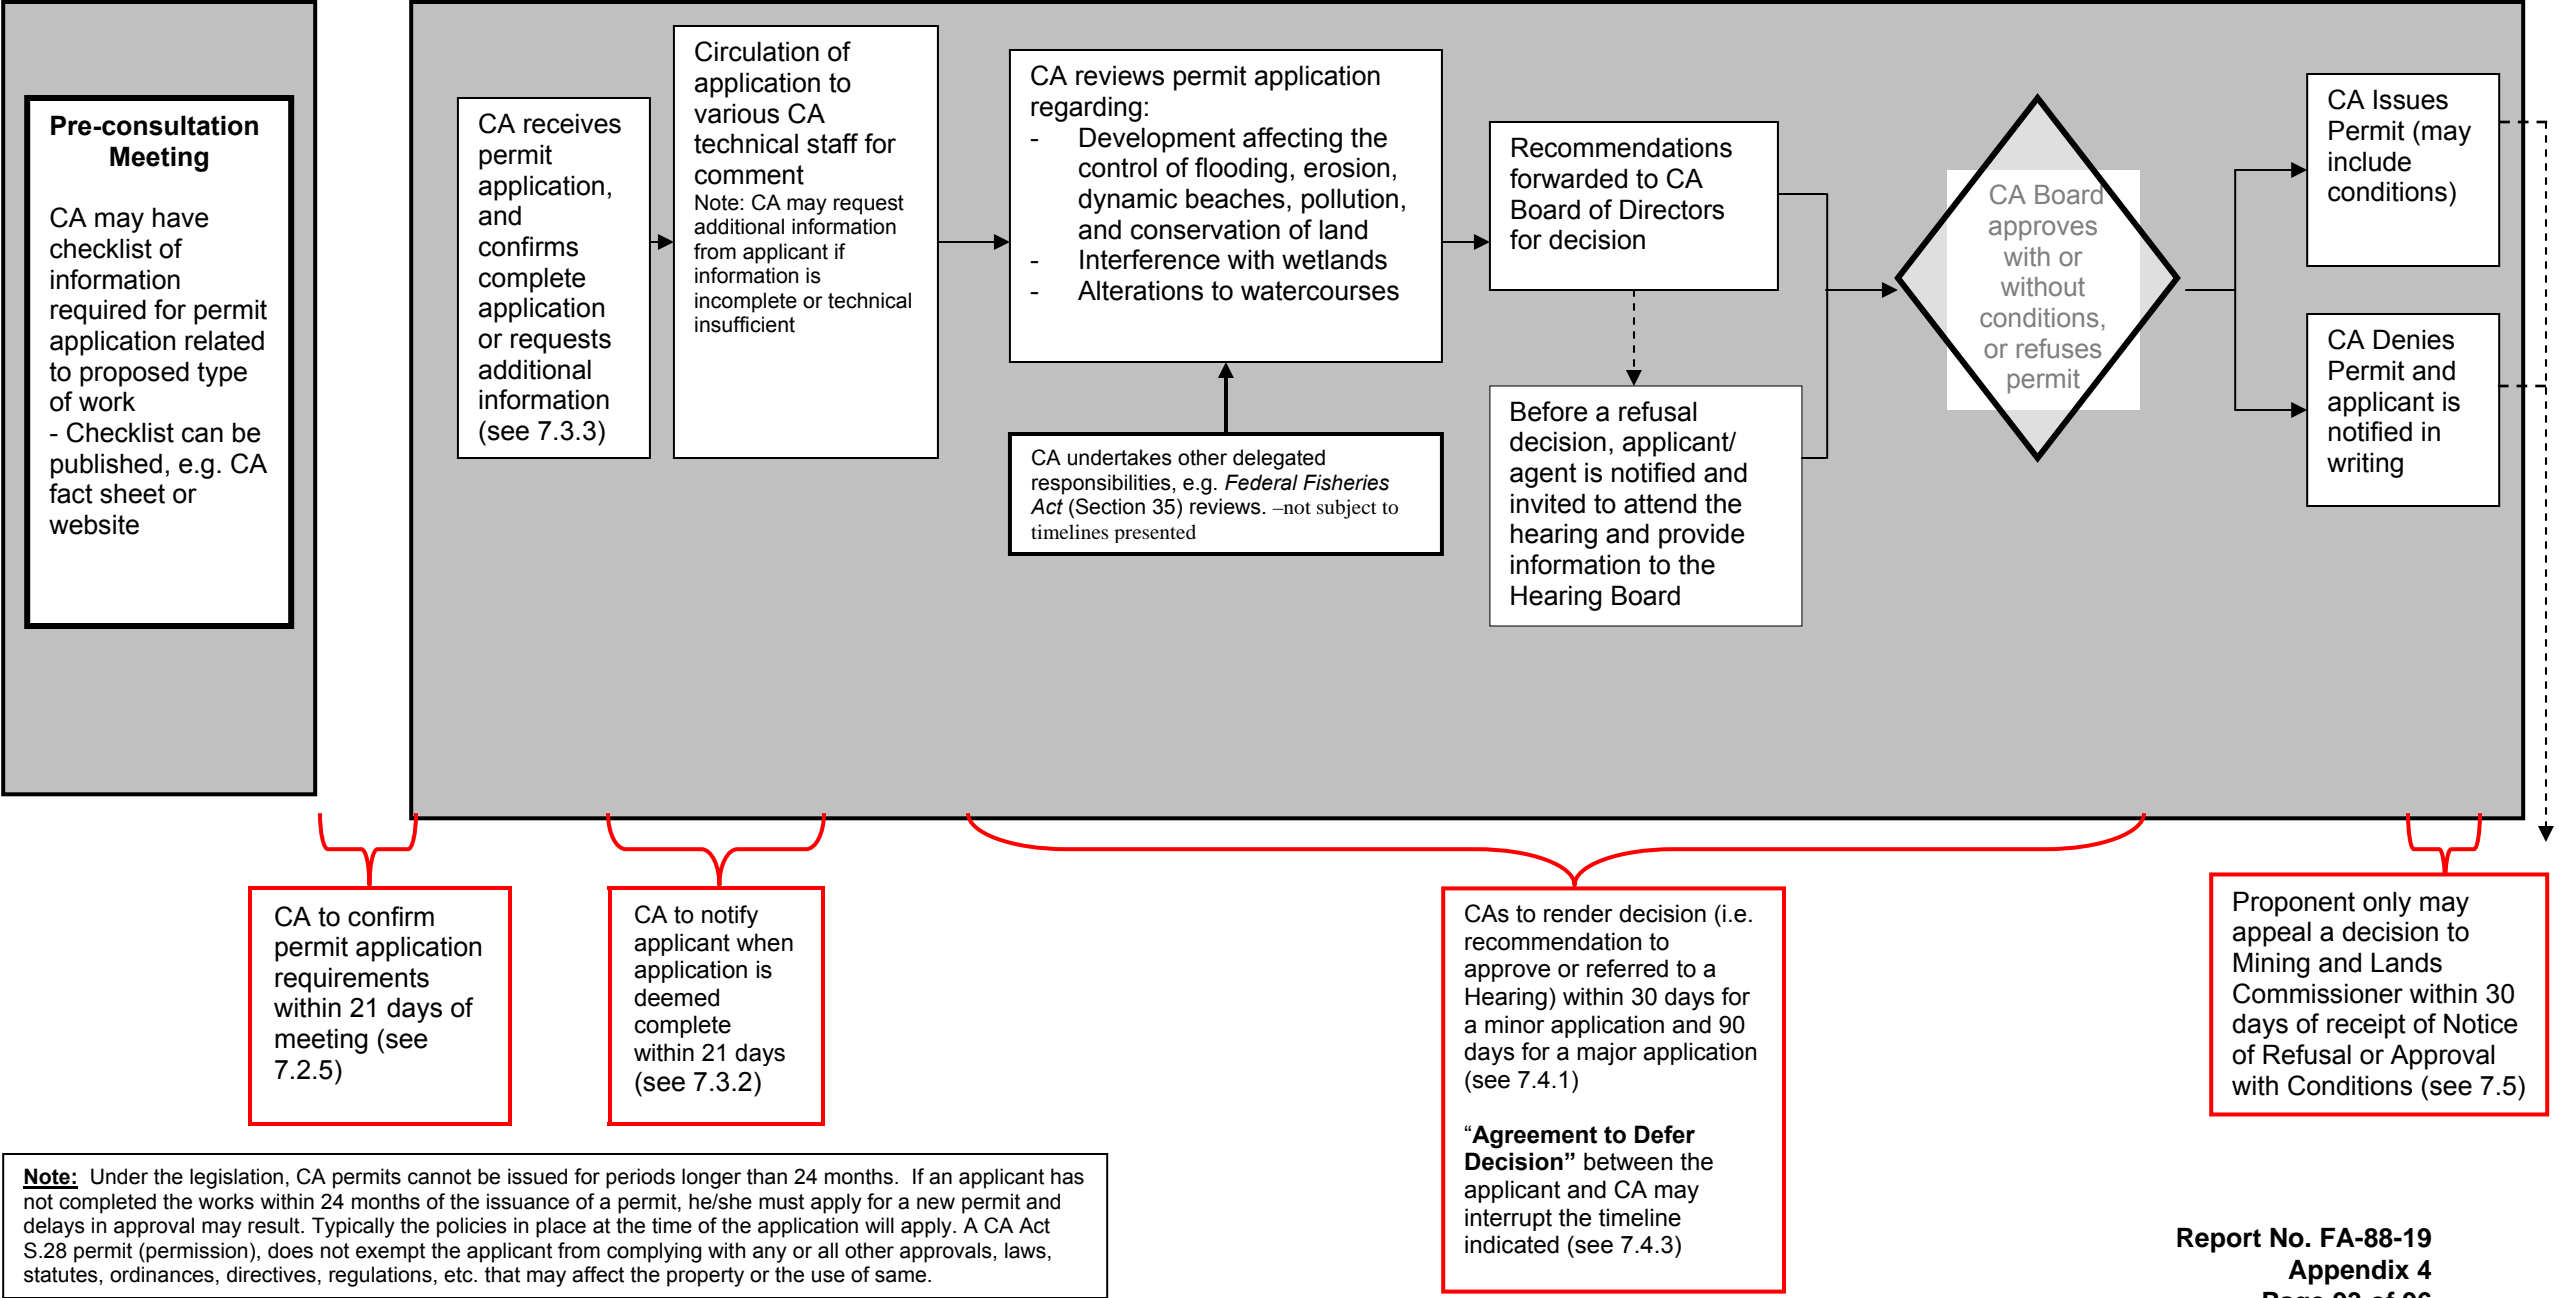 Pre-consultation
Meeting
CA may have
checklist of
information
required for permit
application related
to proposed type
of work
- Checklist can be
published, e.g. CA
fact sheet or
website
CA receives
permit
application,
and
confirms
complete
application
or requests
additional
information
(see 7.3.3)
Circulation of
application to
various CA
technical staff for
comment
Note: CA may request
additional information
from applicant if
information is
incomplete or technical
insufficient
CA reviews permit application
regarding:
- Development affecting the
control of flooding, erosion,
dynamic beaches, pollution,
and conservation of land
- Interference with wetlands
- Alterations to watercourses
CA undertakes other delegated
responsibilities, e.g. Federal Fisheries
Act (Section 35) reviews. –not subject to
timelines presented
Recommendations
forwarded to CA
Board of Directors
for decision
Before a refusal
decision, applicant/
agent is notified and
invited to attend the
hearing and provide
information to the
Hearing Board
CA Board
approves
with or
without
conditions,
or refuses
permit
CA Issues
Permit (may
include
conditions)
CA Denies
Permit and
applicant is
notified in
writing
CA to confirm
permit application
requirements
within 21 days of
meeting (see
7.2.5)
CA to notify
applicant when
application is
deemed
complete
within 21 days
(see 7.3.2)
CAs to render decision (i.e.
recommendation to
approve or referred to a
Hearing) within 30 days for
a minor application and 90
days for a major application
(see 7.4.1)
“Agreement to Defer
Decision” between the
applicant and CA may
interrupt the timeline
indicated (see 7.4.3)
Proponent only may
appeal a decision to
Mining and Lands
Commissioner within 30
days of receipt of Notice
of Refusal or Approval
with Conditions (see 7.5)
Note: Under the legislation, CA permits cannot be issued for periods longer than 24 months. If an applicant has
not completed the works within 24 months of the issuance of a permit, he/she must apply for a new permit and
delays in approval may result. Typically the policies in place at the time of the application will apply. A CA Act
S.28 permit (permission), does not exempt the applicant from complying with any or all other approvals, laws,
statutes, ordinances, directives, regulations, etc. that may affect the property or the use of same.
Report No. FA-88-19
Appendix 4
Page 93 of 96